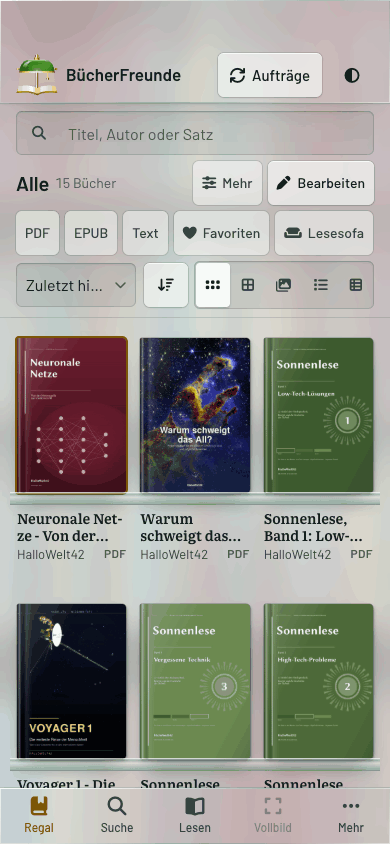 BücherFreunde
Aufträge
Titel, Autor oder Satz
Alle 15 Bücher
Mehr
Bearbeiten
PDF
EPUB
Text
Favoriten
Lesesofa
Zuletzt hi...
Neuronale
Netze
Warum schweigt
das All?
Sonnenlese
Low-Tech-Lösungen
1
Neuronale Net-
ze - Von der...
HalloWelt42 PDF
Warum
schweigt das...
HalloWelt42 PDF
Sonnenlese,
Band 1: Low-...
HalloWelt42 PDF
VOYAGER 1
Sonnenlese
Vergessene Technik
3
Sonnenlese
High-Tech-Probleme
2
Voyager 1 - Die
Sonnenlese
Sonnenlese
Regal
Suche
Lesen
Vollbild
Mehr